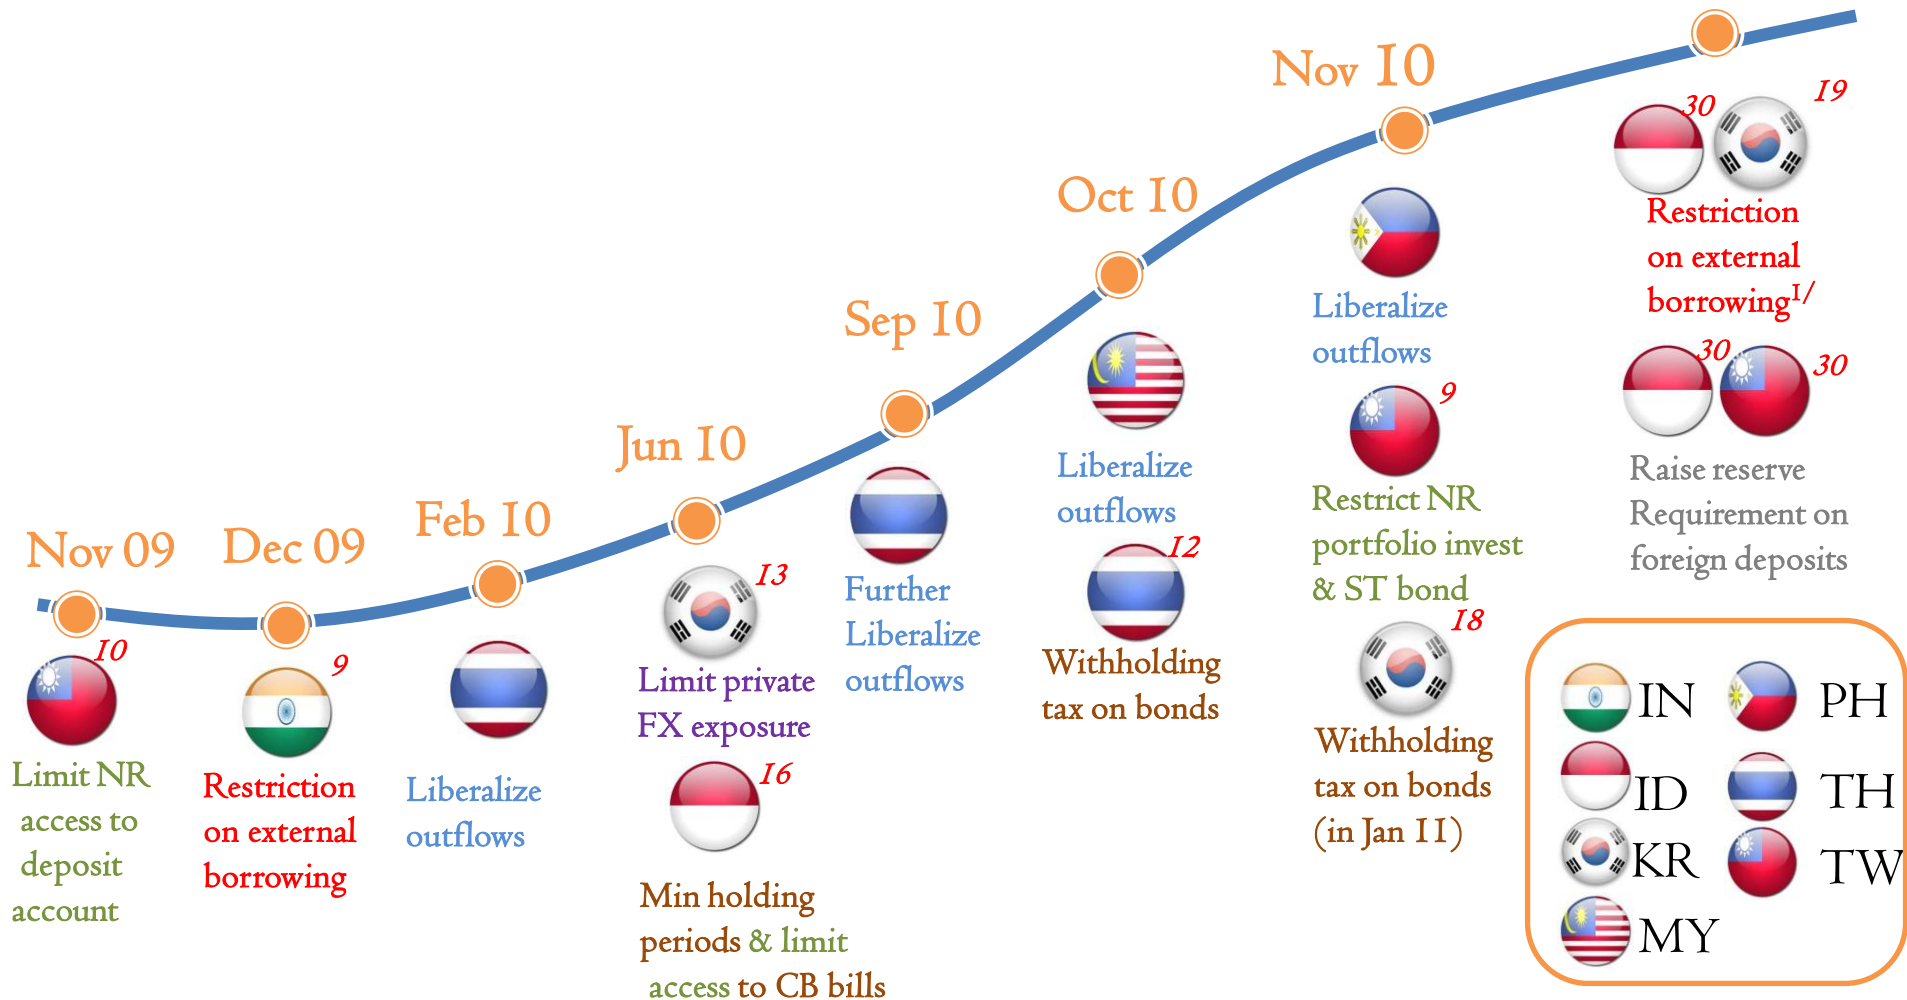 Nov 09
10
Limit NR
access to
deposit
account
Dec 09
9
Restriction
on external
borrowing
Feb 10
Liberalize
outflows
Jun 10
13
Limit private
FX exposure
16
Min holding
periods & limit
access to CB bills
Sep 10
Further
Liberalize
outflows
Oct 10
Liberalize
outflows
12
Withholding
tax on bonds
Nov 10
Liberalize
outflows
9
Restrict NR
portfolio invest
& ST bond
18
Withholding
tax on bonds
(in Jan 11)
30 19
Restriction
on external
borrowing1/
30 30
Raise reserve
Requirement on
foreign deposits
IN PH
ID TH
KR TW
MY